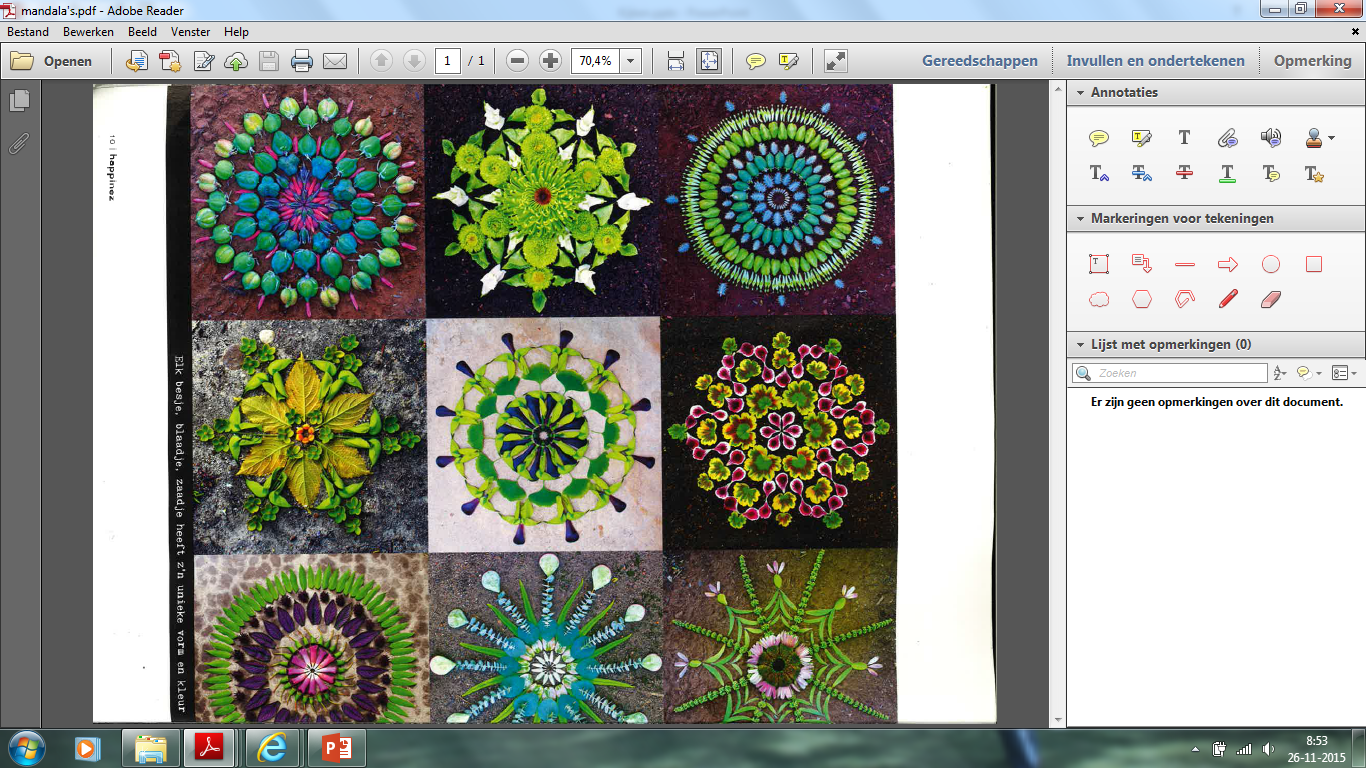 mandala's.pdf - Adobe Reader
Bestand Bewerken Beeld Venster Help
Openen 1 / 1 70,4% Gereedschappen Invullen en ondertekenen Opmerking
10 | happinez
Elk besje, blaadje, zaadje heeft z'n unieke vorm en kleur
Annotaties
Markeringen voor tekeningen
Lijst met opmerkingen (0)
Zoeken
Er zijn geen opmerkingen over dit document.
8:53
26-11-2015